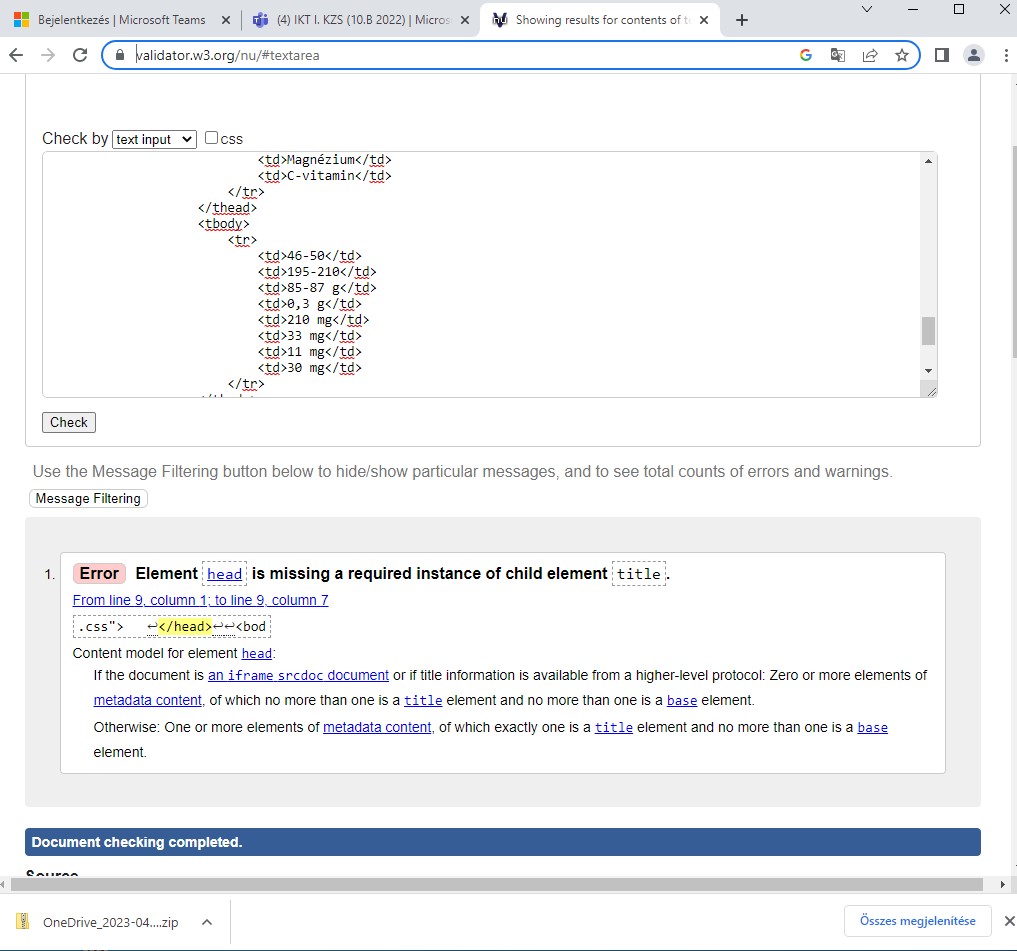 Bejelentkezés | Microsoft Teams
(4) IKT I. KZS (10.B 2022) | Micros
Showing results for contents of t
validator.w3.org/nu/#textarea
Check by text input css
<td>Magnézium</td>
<td>C-vitamin</td>
</tr>
</thead>
<tbody>
<tr>
<td>46-50</td>
<td>195-210</td>
<td>85-87 g</td>
<td>0,3 g</td>
<td>210 mg</td>
<td>33 mg</td>
<td>11 mg</td>
<td>30 mg</td>
</tr>
Check
Use the Message Filtering button below to hide/show particular messages, and to see total counts of errors and warnings.
Message Filtering
1. Error Element head is missing a required instance of child element title.
From line 9, column 1; to line 9, column 7
.css"> ↩</head>↩↩<bod
Content model for element head:
If the document is an iframe srcdoc document or if title information is available from a higher-level protocol: Zero or more elements of
metadata content, of which no more than one is a title element and no more than one is a base element.
Otherwise: One or more elements of metadata content, of which exactly one is a title element and no more than one is a base
element.
Document checking completed.
Source
OneDrive_2023-04....zip
Összes megjelenítése